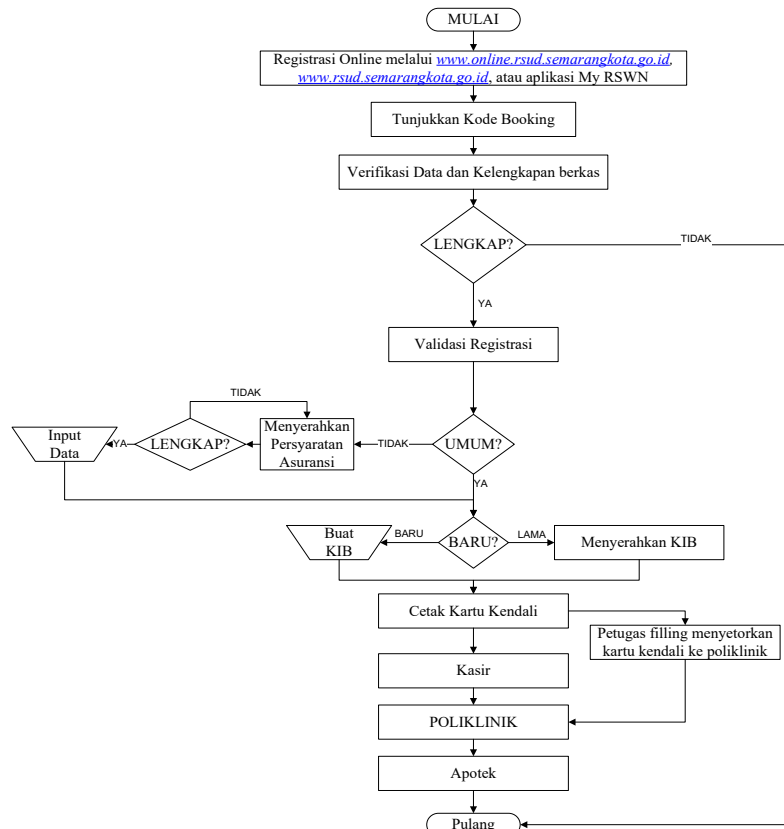 MULAI
Registrasi Online melalui www.online.rsud.semarangkota.go.id,
www.rsud.semarangkota.go.id, atau aplikasi My RSWN
Tunjukkan Kode Booking
Verifikasi Data dan Kelengkapan berkas
LENGKAP?
TIDAK
YA
Validasi Registrasi
TIDAK
Input
Data
YA
LENGKAP?
Menyerahkan
Persyaratan
Asuransi
TIDAK
UMUM?
YA
Buat
KIB
BARU
BARU?
LAMA
Menyerahkan KIB
Cetak Kartu Kendali
Petugas filling menyetorkan
kartu kendali ke poliklinik
Kasir
POLIKLINIK
Apotek
Pulang